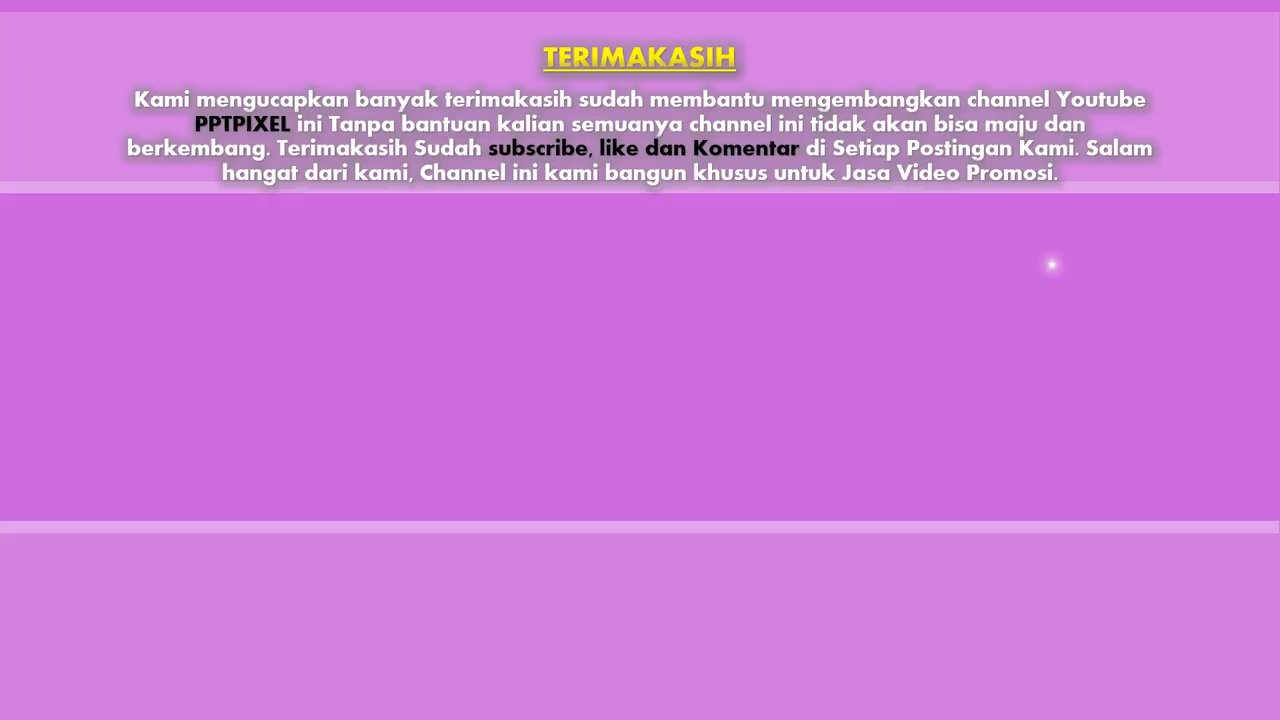 TERIMAKASIH
Kami mengucapkan banyak terimakasih sudah membantu mengembangkan channel Youtube
PPTPIXEL ini Tanpa bantuan kalian semuanya channel ini tidak akan bisa maju dan
berkembang. Terimakasih Sudah subscribe, like dan Komentar di Setiap Postingan Kami. Salam
hangat dari kami, Channel ini kami bangun khusus untuk Jasa Video Promosi.